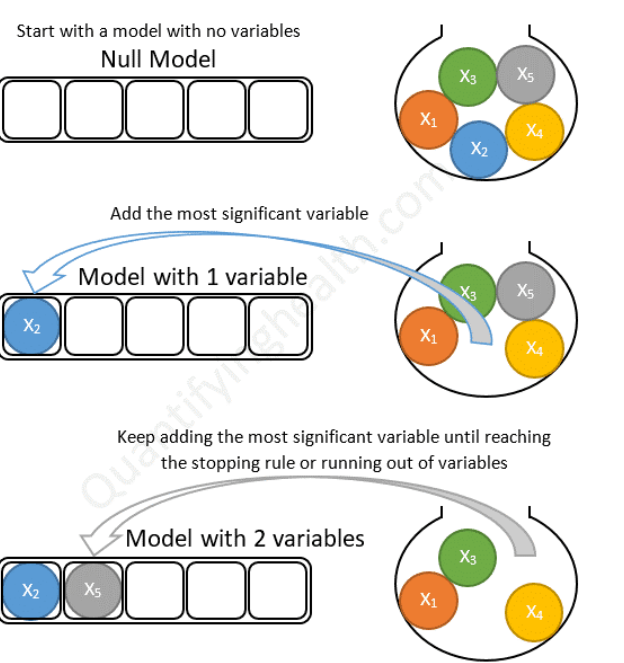 Start with a model with no variables
Null Model
X₃
X₅
X₁
X₄
X₂
Add the most significant variable
Model with 1 variable
X₂
X₃
X₅
X₁
X₄
Keep adding the most significant variable until reaching
the stopping rule or running out of variables
Model with 2 variables
X₂
X₅
X₃
X₁
X₄
Quantifyinghealth.com